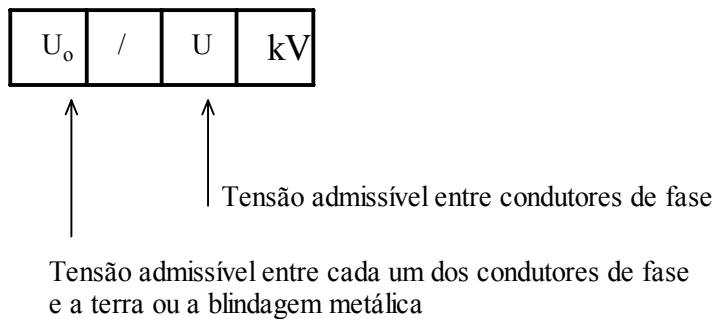 U₀ / U kV
Tensão admissível entre condutores de fase
Tensão admissível entre cada um dos condutores de fase
e a terra ou a blindagem metálica